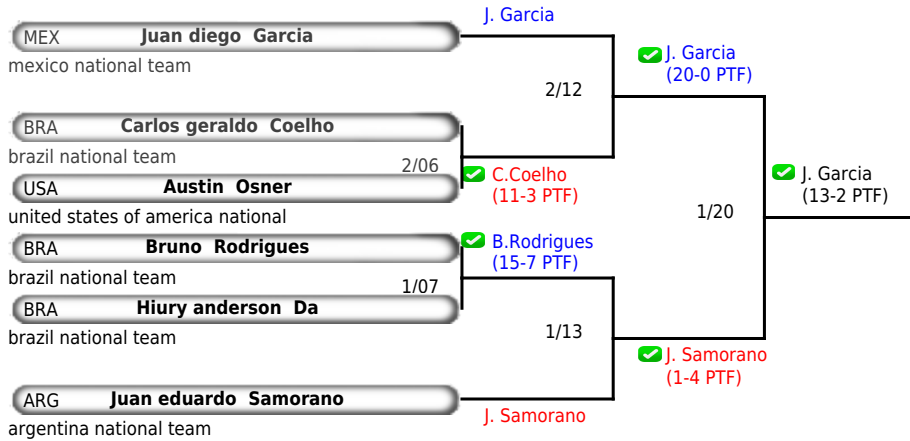 J. Garcia
MEX Juan diego Garcia
mexico national team
J. Garcia
(20-0 PTF)
2/12
BRA Carlos geraldo Coelho
brazil national team
2/06
USA Austin Osner
united states of america national
C.Coelho
(11-3 PTF)
J. Garcia
(13-2 PTF)
1/20
BRA Bruno Rodrigues
brazil national team
B.Rodrigues
(15-7 PTF)
1/07
BRA Hiury anderson Da
brazil national team
1/13
J. Samorano
(1-4 PTF)
ARG Juan eduardo Samorano
argentina national team
J. Samorano